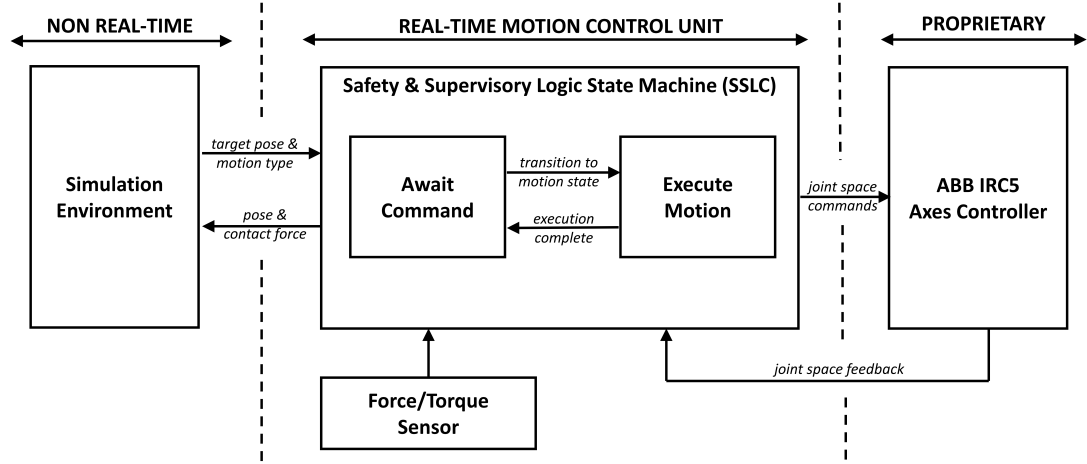 NON REAL-TIME
REAL-TIME MOTION CONTROL UNIT
PROPRIETARY
Safety & Supervisory Logic State Machine (SSLC)
target pose &
motion type
Simulation
Environment
pose &
contact force
Await
Command
transition to
motion state
execution
complete
Execute
Motion
joint space
commands
ABB IRC5
Axes Controller
joint space feedback
Force/Torque
Sensor